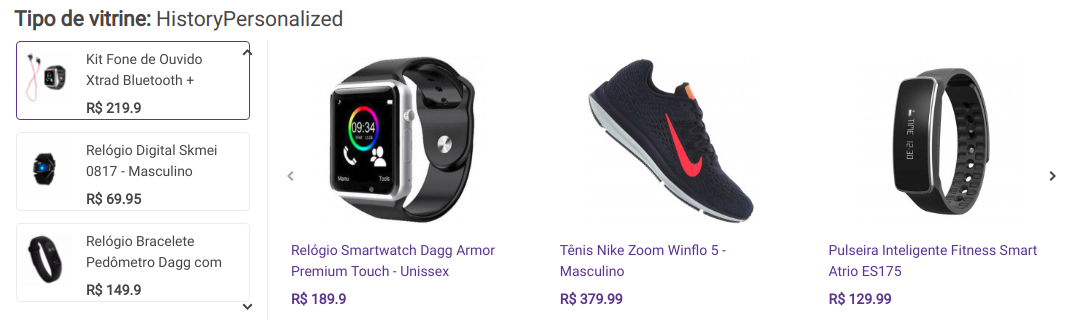 Tipo de vitrine: HistoryPersonalized
Kit Fone de Ouvido
Xtrad Bluetooth +
R$ 219.9
Relógio Digital Skmei
0817 - Masculino
R$ 69.95
Relógio Bracelete
Pedômetro Dagg com
R$ 149.9
09:34
Menu
Tools
Relógio Smartwatch Dagg Armor
Premium Touch - Unissex
R$ 189.9
Tênis Nike Zoom Winflo 5 -
Masculino
R$ 379.99
TIME 12:30
Pulseira Inteligente Fitness Smart
Atrio ES175
R$ 129.99